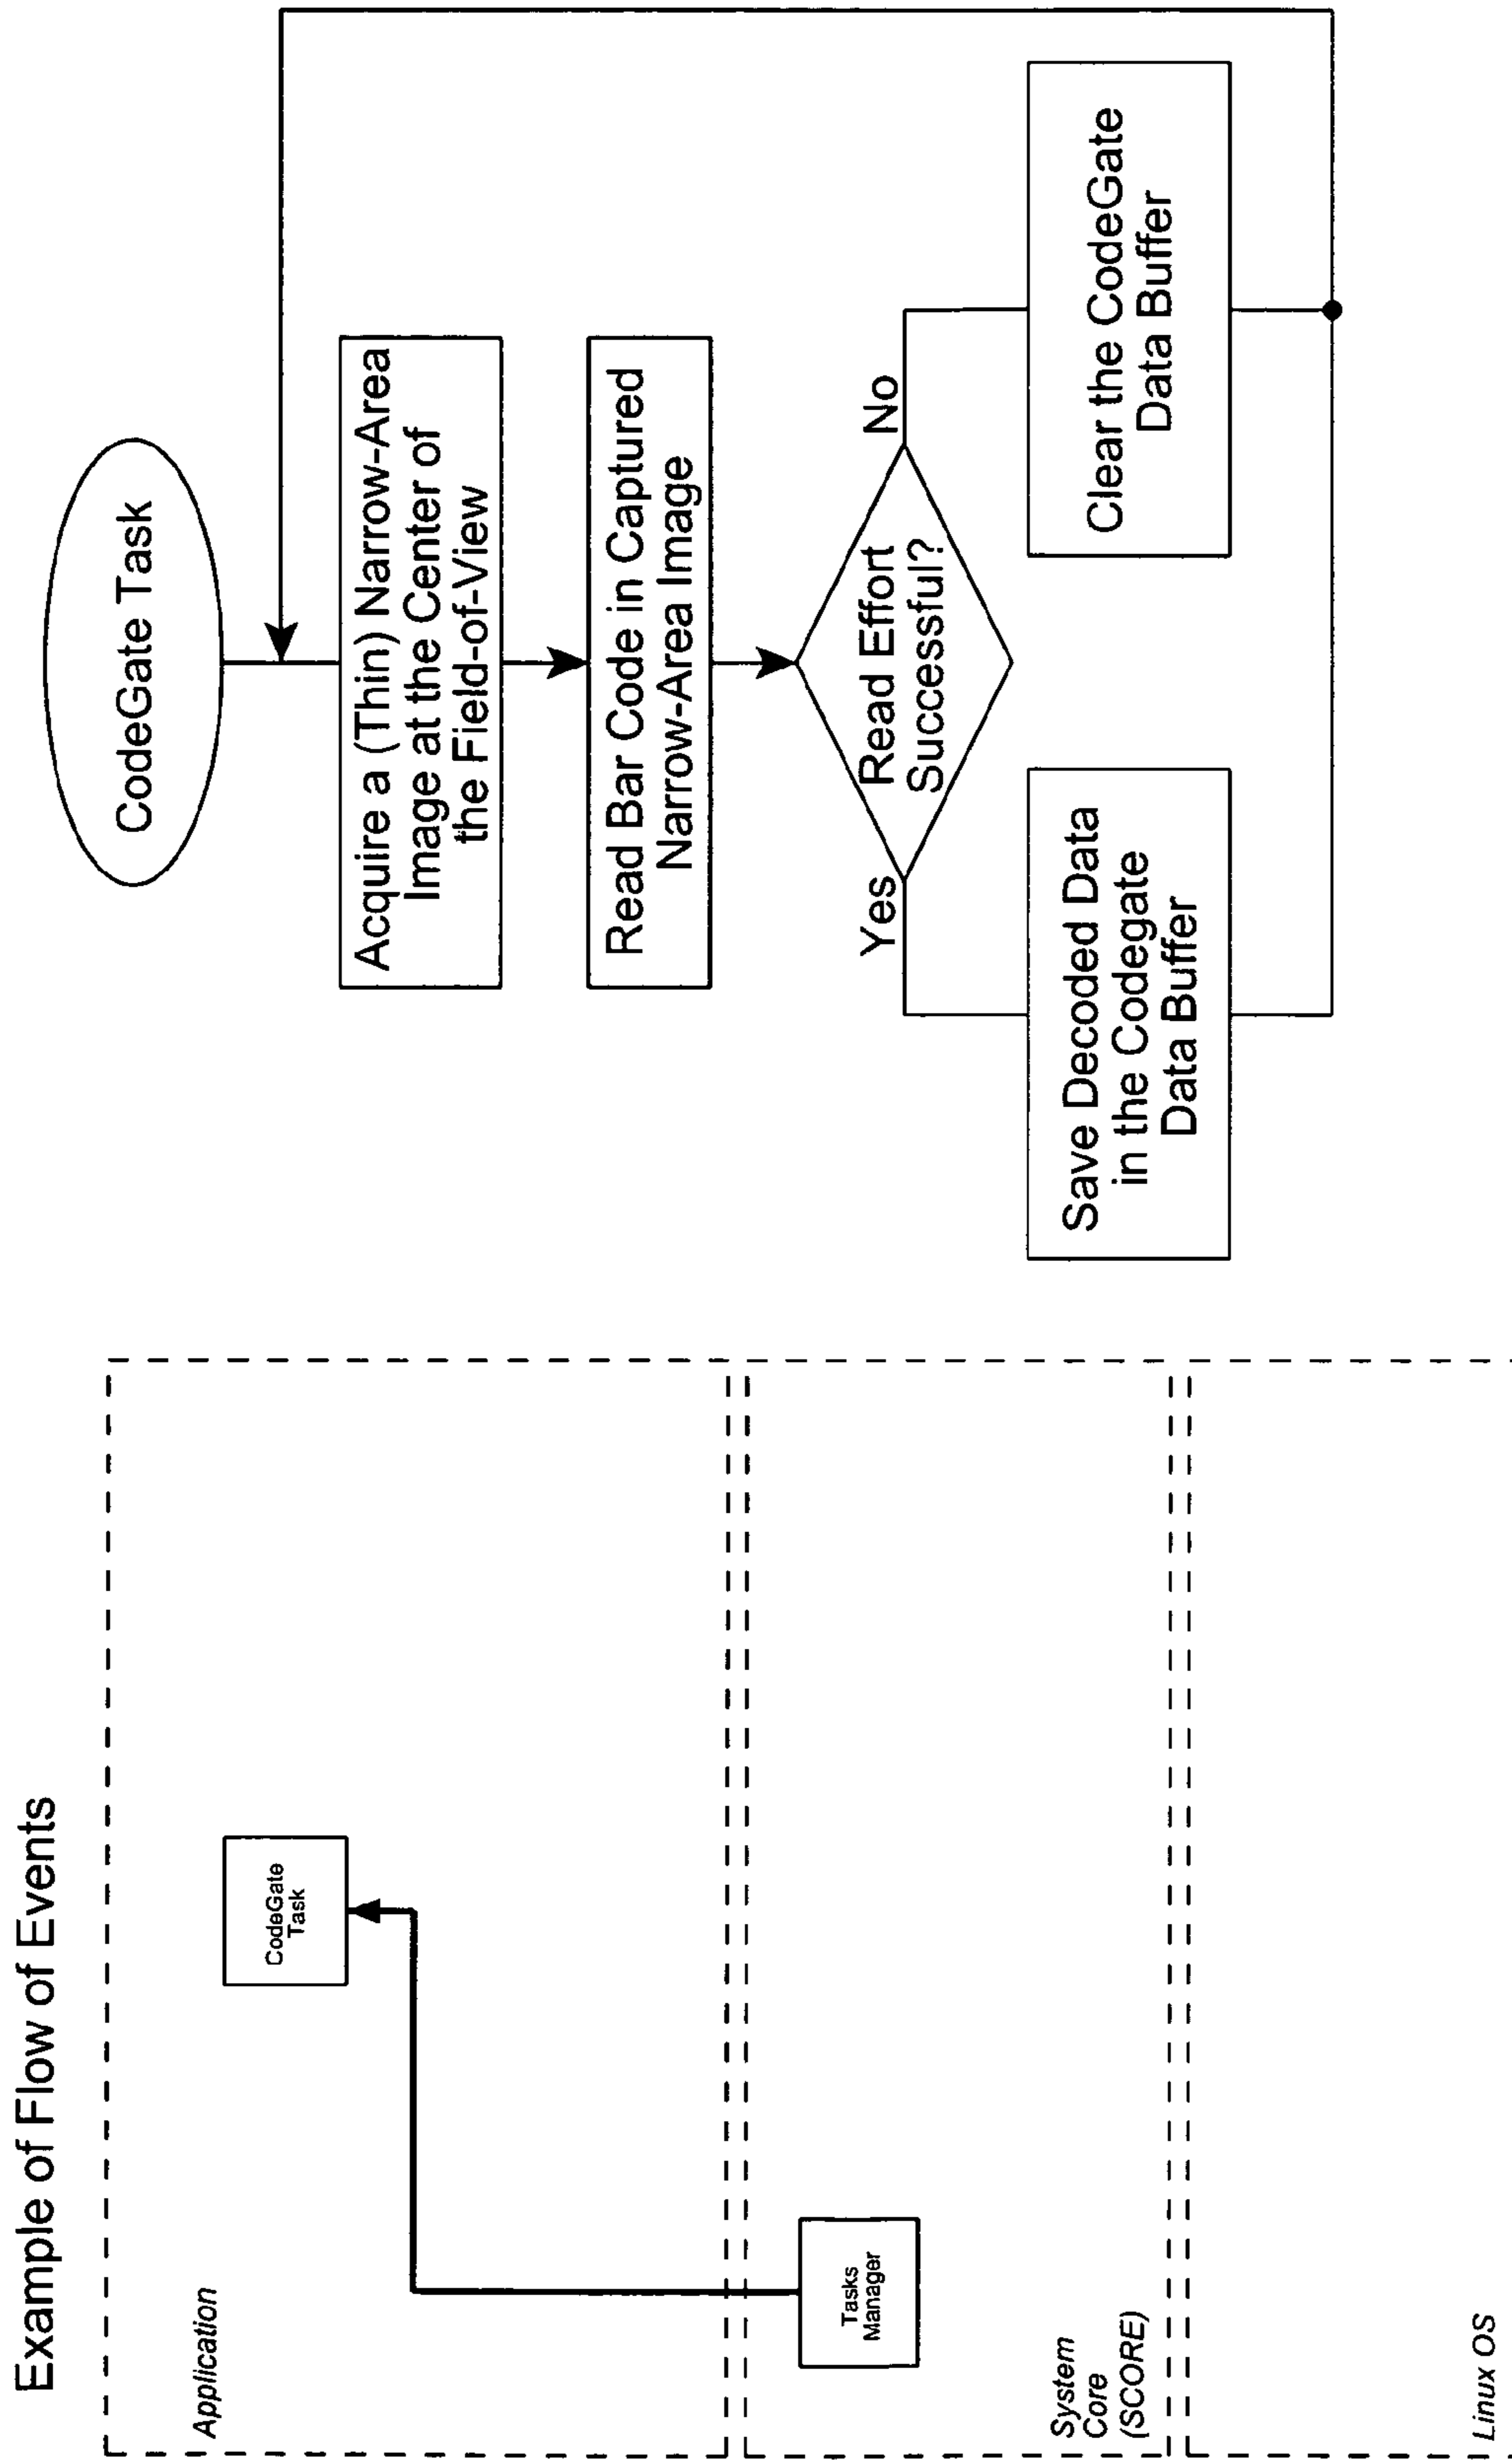 Example of Flow of Events
Application
CodeGate
Task
Tasks
Manager
System
Core
(SCORE)
Linux OS
CodeGate Task
Acquire a (Thin) Narrow-Area
Image at the Center of
the Field-of-View
Read Bar Code in Captured
Narrow-Area Image
Read Effort
Successful?
Yes
No
Save Decoded Data
in the Codegate
Data Buffer
Clear the CodeGate
Data Buffer